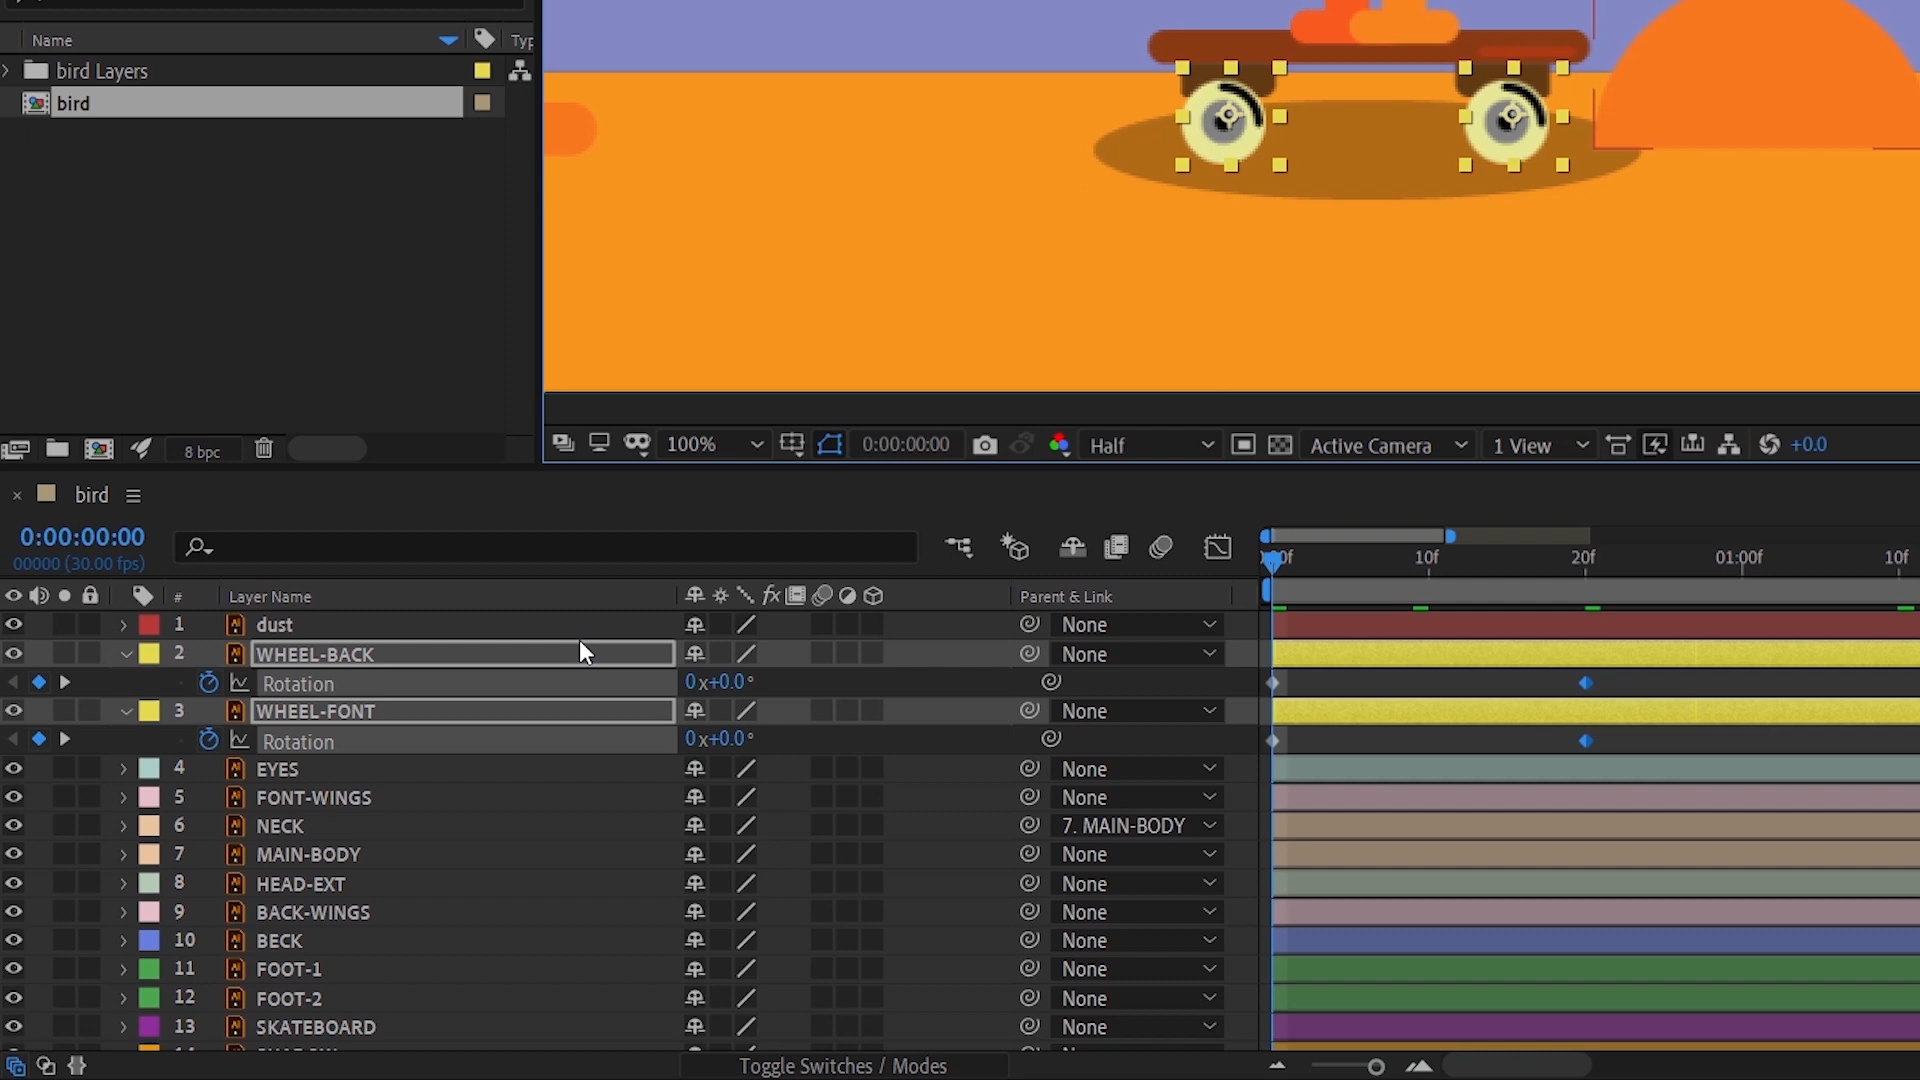 Name
Typ
bird Layers
bird
8 bpc
100%
0:00:00:00
Half
Active Camera
1 View
+0.0
bird
0:00:00:00
00000 (30.00 fps)
10f
20f
01:00f
10f
#
Layer Name
fx
Parent & Link
1 dust None
2 WHEEL-BACK None
Rotation 0x+0.0°
3 WHEEL-FONT None
Rotation 0x+0.0°
4 EYES None
5 FONT-WINGS None
6 NECK 7. MAIN-BODY
7 MAIN-BODY None
8 HEAD-EXT None
9 BACK-WINGS None
10 BECK None
11 FOOT-1 None
12 FOOT-2 None
13 SKATEBOARD None
Toggle Switches / Modes